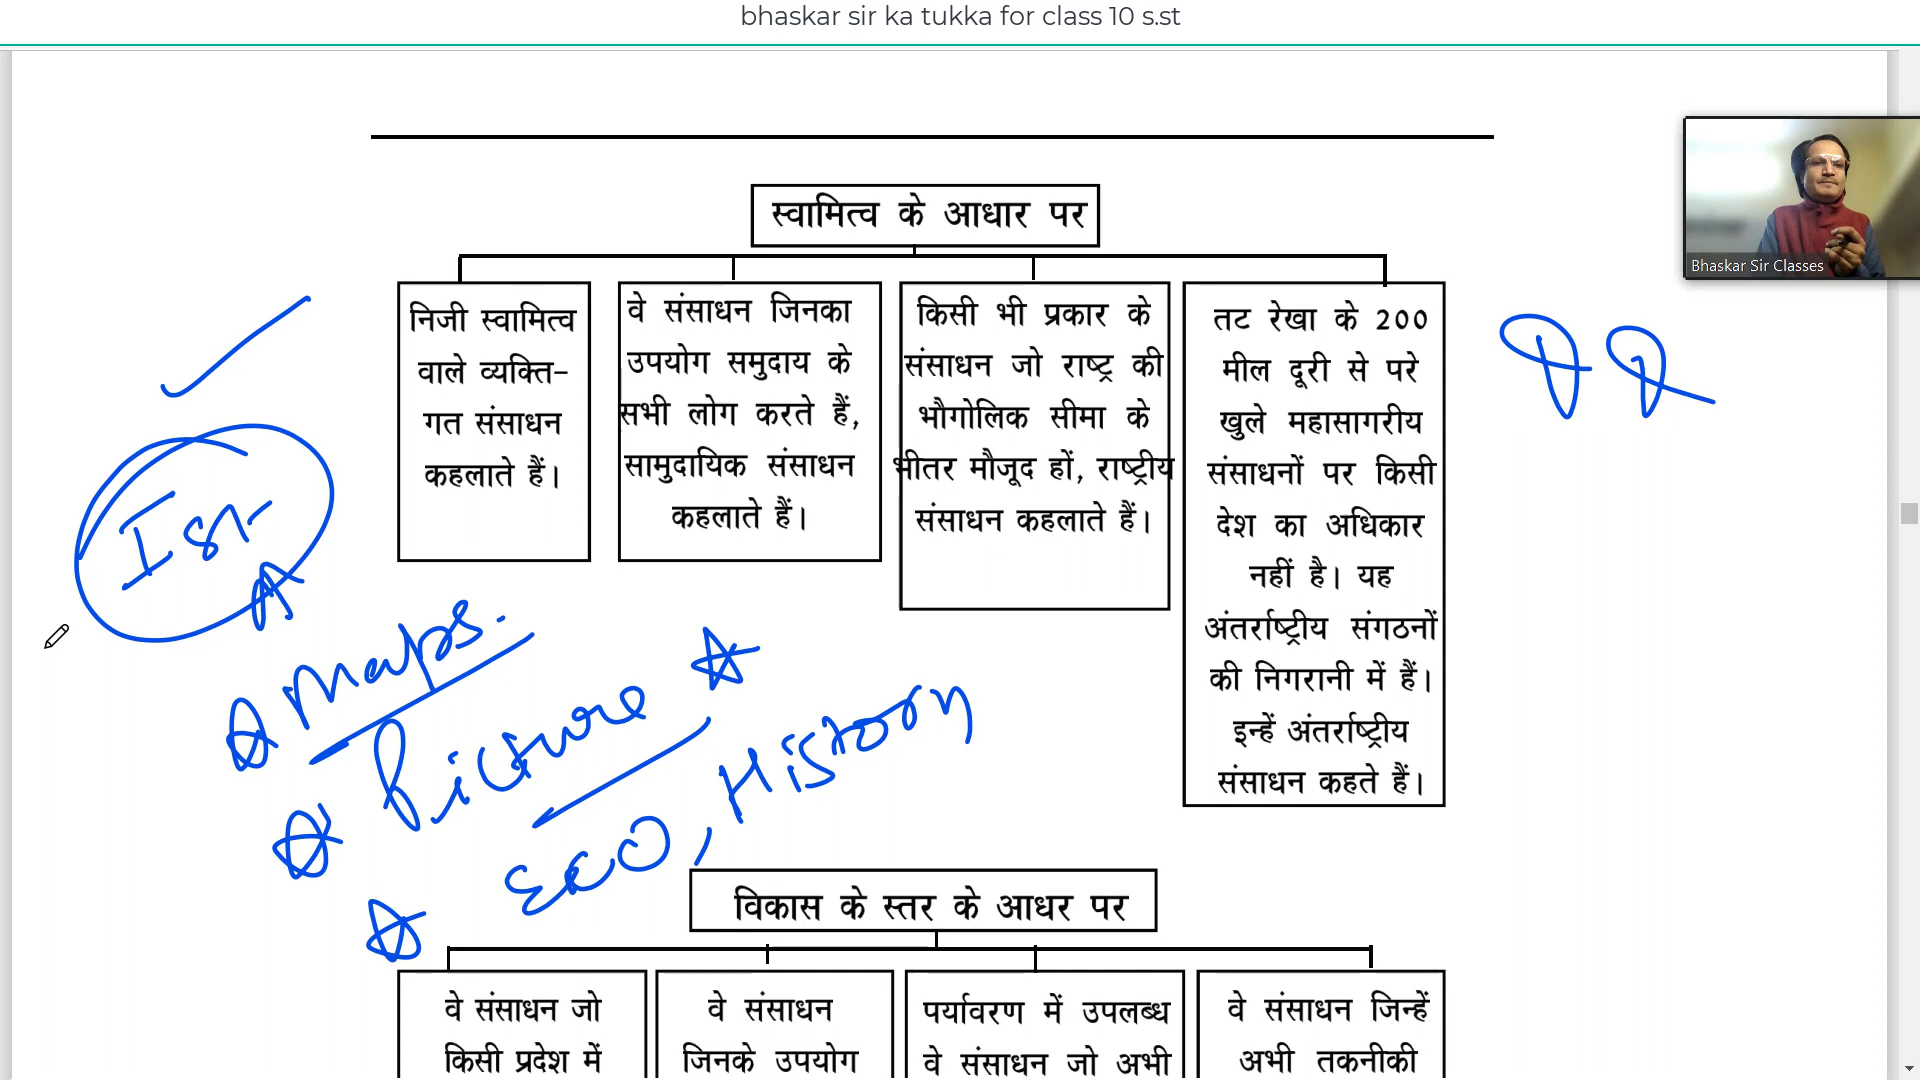 bhaskar sir ka tukka for class 10 s.st
स्वामित्व के आधार पर
निजी स्वामित्व
वाले व्यक्ति-
गत संसाधन
कहलाते हैं।
वे संसाधन जिनका
उपयोग समुदाय के
सभी लोग करते हैं,
सामुदायिक संसाधन
कहलाते हैं।
किसी भी प्रकार के
संसाधन जो राष्ट्र की
भौगोलिक सीमा के
भीतर मौजूद हों, राष्ट्रीय
संसाधन कहलाते हैं।
तट रेखा के 200
मील दूरी से परे
खुले महासागरीय
संसाधनों पर किसी
देश का अधिकार
नहीं है। यह
अंतर्राष्ट्रीय संगठनों
की निगरानी में हैं।
इन्हें अंतर्राष्ट्रीय
संसाधन कहते हैं।
Bhaskar Sir Classes
Maps.
Picture
ECO, History
विकास के स्तर के आधर पर
वे संसाधन जो
किसी प्रदेश में
वे संसाधन
जिनके उपयोग
पर्यावरण में उपलब्ध
वे संसाधन जो अभी
वे संसाधन जिन्हें
अभी तकनीकी